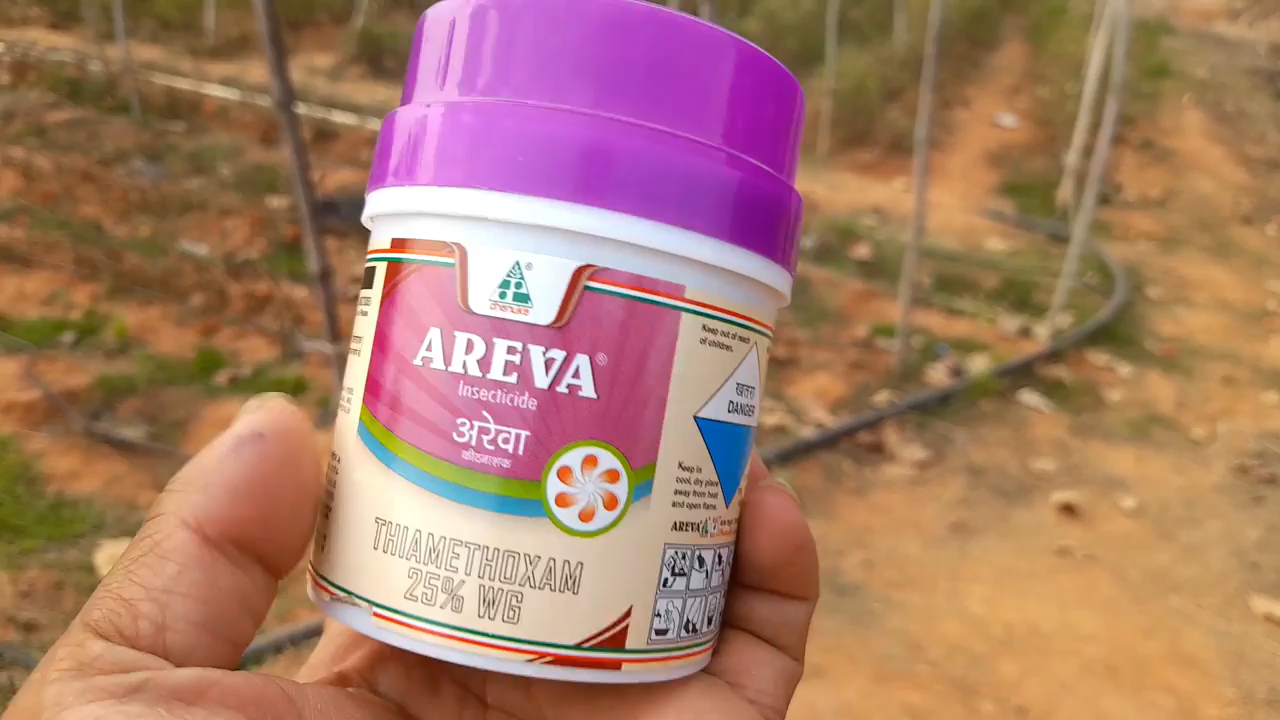 dhanuka
AREVA®
Insecticide
अरेवा
कीटनाशक
THIAMETHOXAM
25% WG
Keep out of reach
of children.
खतरा
DANGER
Keep in
cool, dry place
away from heat
and open flame.
AREVA